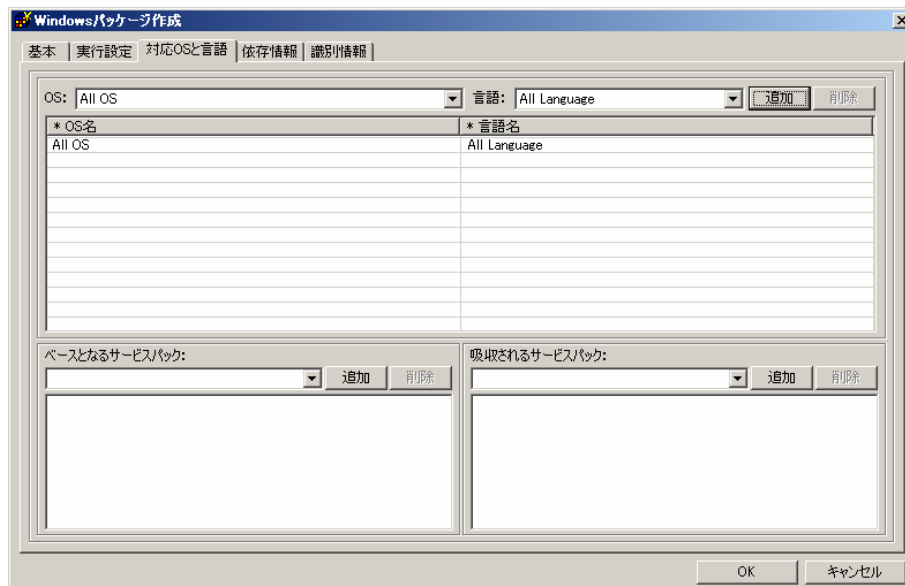 Windowsパッケージ作成
基本 実行設定 対応OSと言語 依存情報 識別情報
OS: All OS 言語: All Language 追加 削除
* OS名 * 言語名
All OS All Language
ベースとなるサービスパック: 吸収されるサービスパック:
追加 削除 追加 削除
OK キャンセル